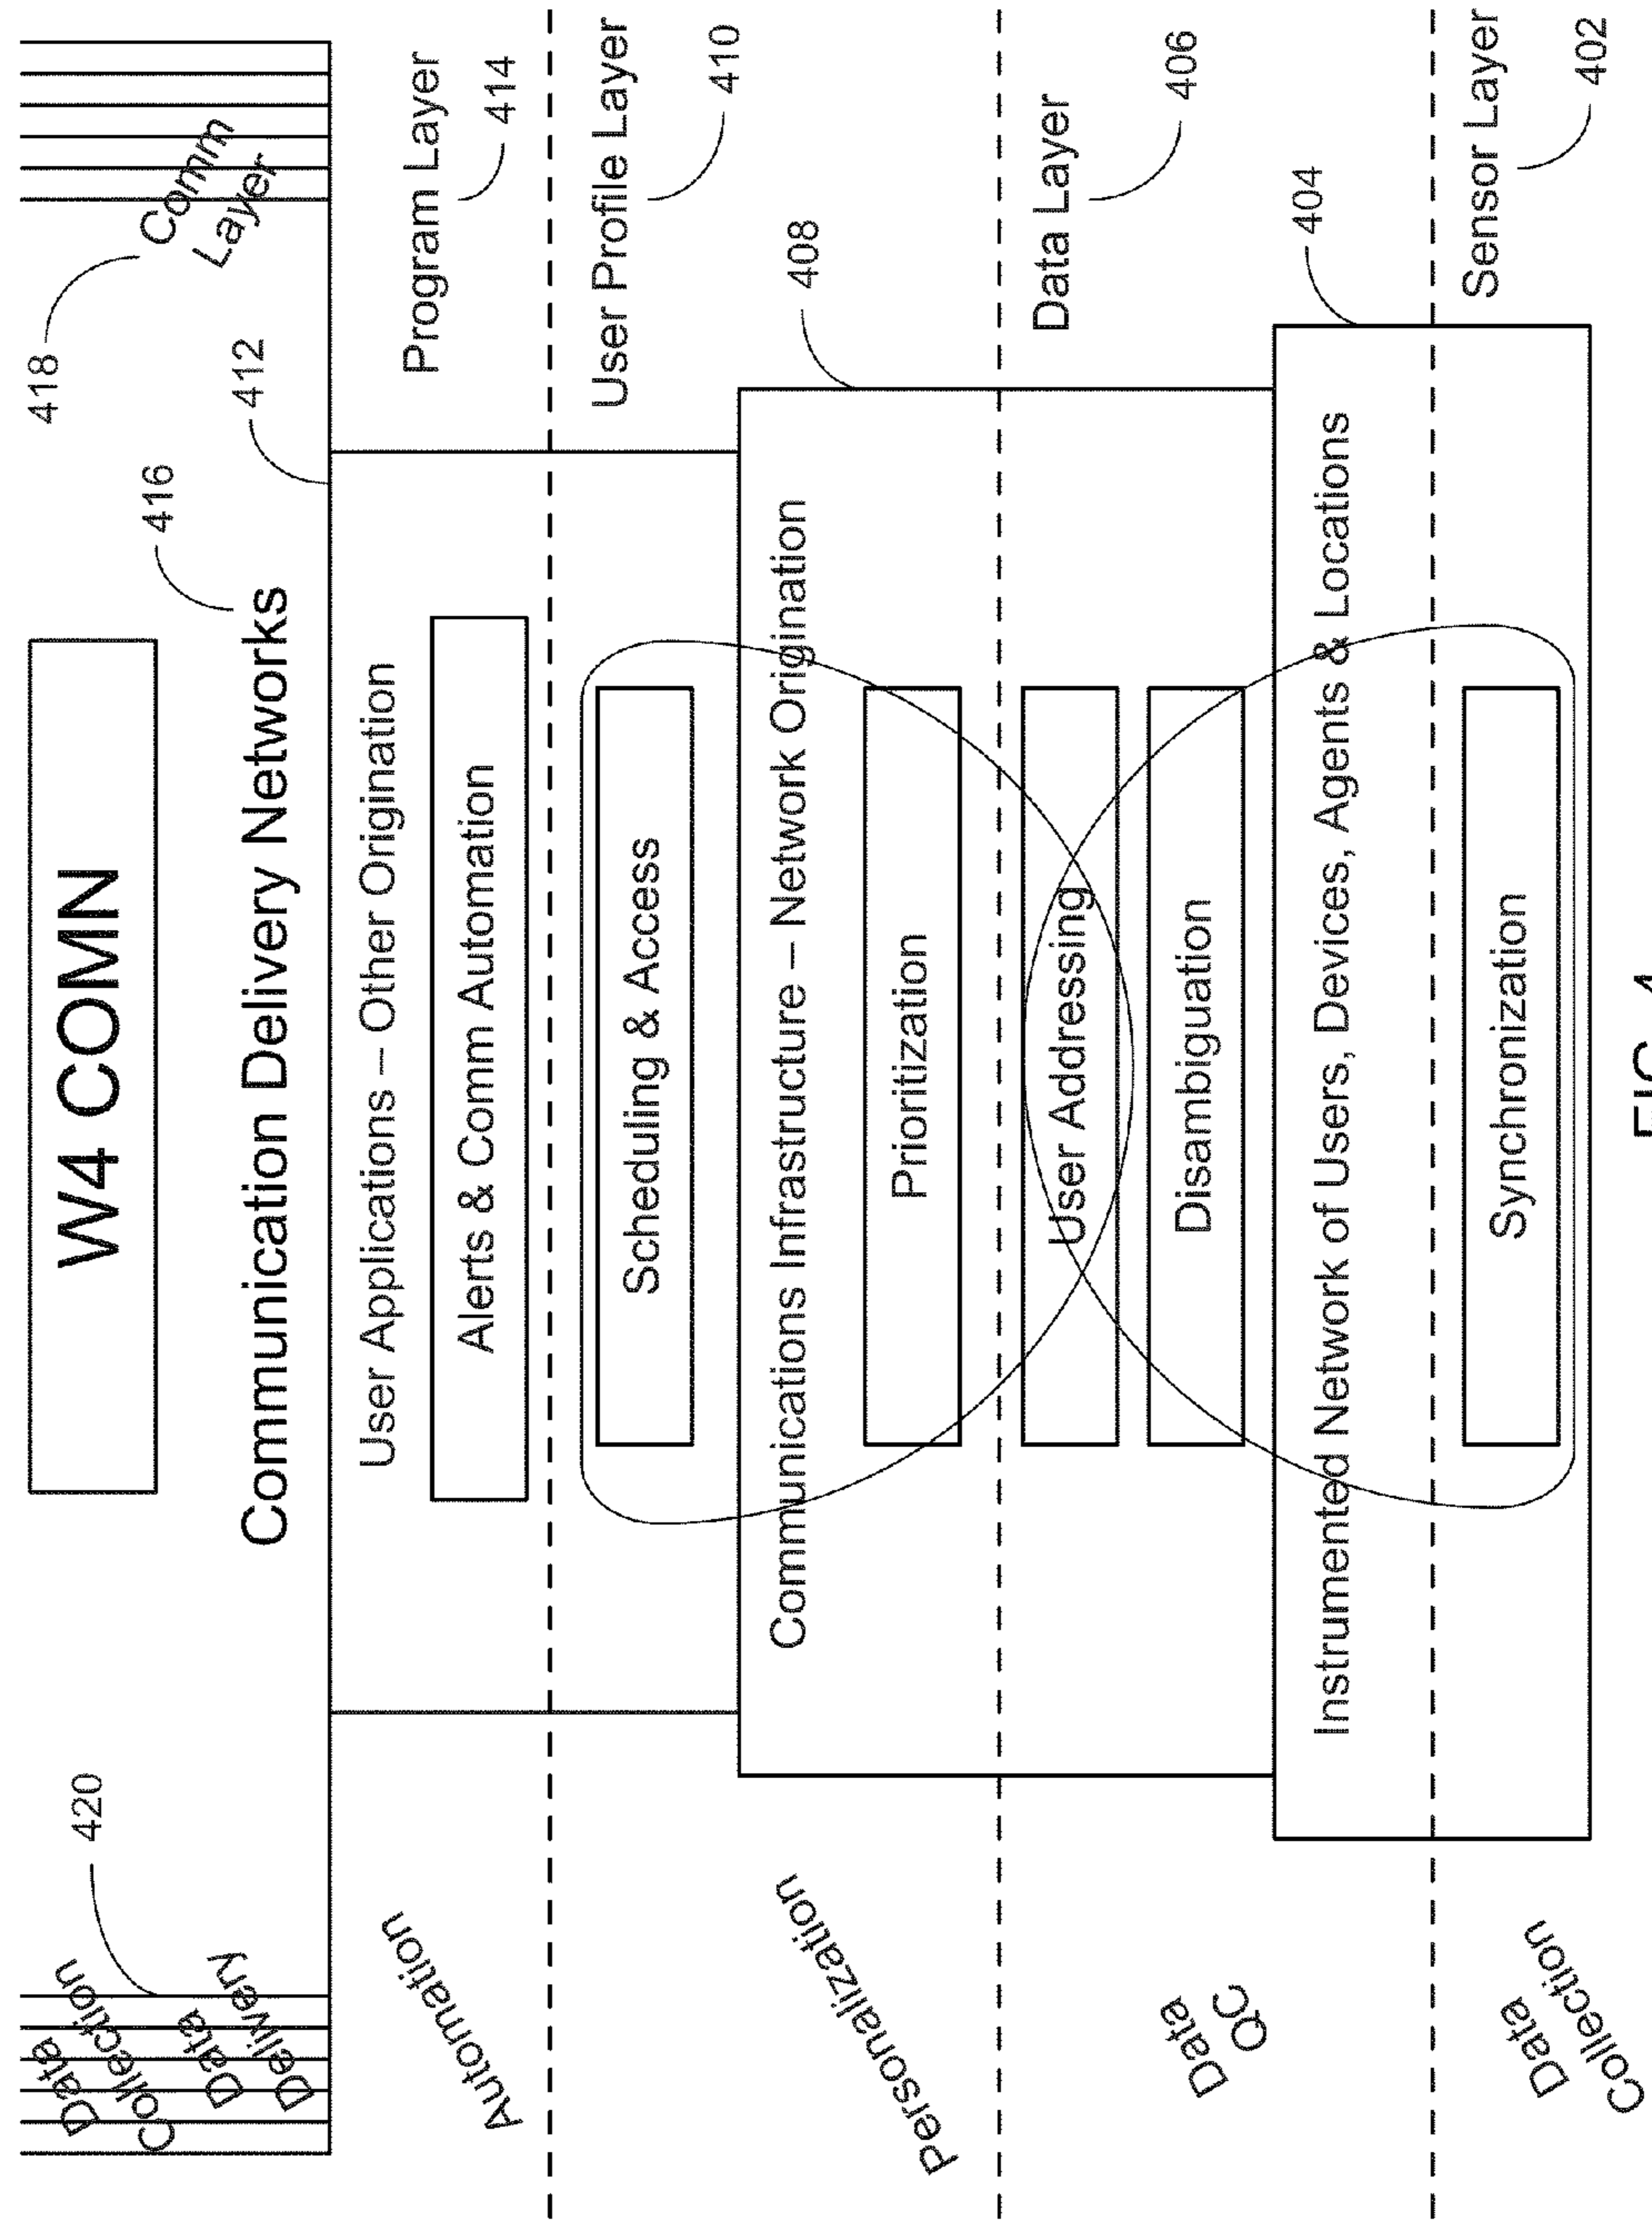 W4 COMN
418
Comm
Layer
420
Data
Collection
Data
Delivery
416
Communication Delivery Networks
412
User Applications – Other Origination
Program Layer
414
Automation
Alerts & Comm Automation
User Profile Layer
410
Scheduling & Access
Communications Infrastructure – Network Origination
408
Personalization
Prioritization
Data Layer
406
User Addressing
Data
QC
Disambiguation
404
Instrumented Network of Users, Devices, Agents & Locations
Sensor Layer
402
Data
Collection
Synchronization